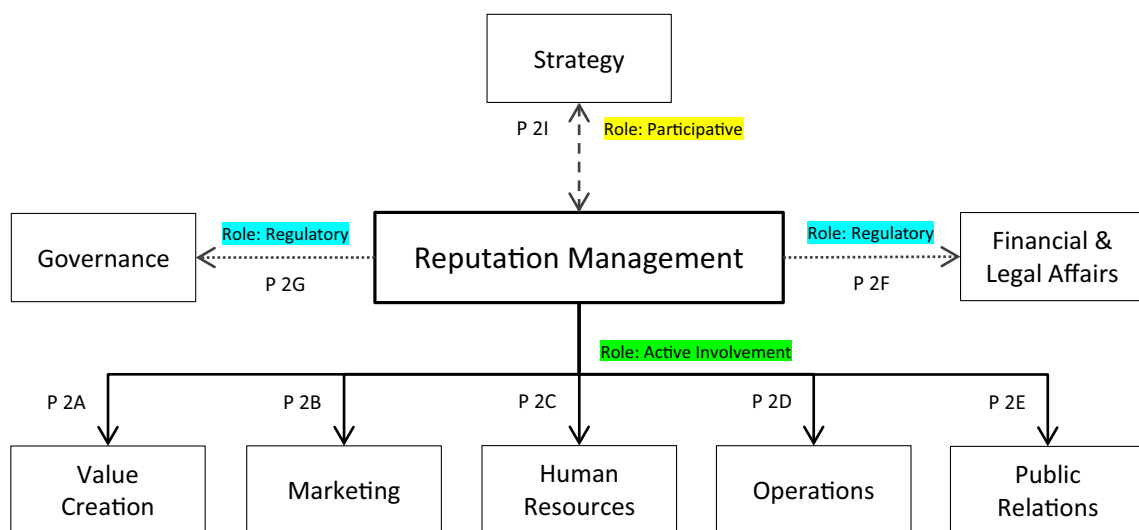 Strategy
P 2I
Role: Participative
Role: Regulatory
Role: Regulatory
Governance
Reputation Management
Financial &
Legal Affairs
P 2G
P 2F
Role: Active Involvement
P 2A
P 2B
P 2C
P 2D
P 2E
Value
Creation
Marketing
Human
Resources
Operations
Public
Relations